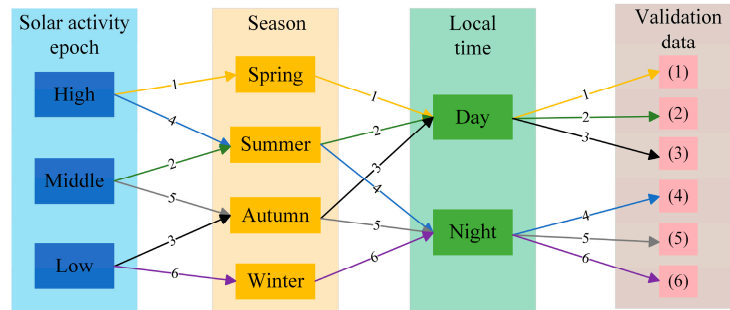 Solar activity
epoch
Season
Local
time
Validation
data
High
Middle
Low
Spring
Summer
Autumn
Winter
Day
Night
(1)
(2)
(3)
(4)
(5)
(6)
1
4
2
5
3
6
1
2
3
4
5
6
1
2
3
4
5
6